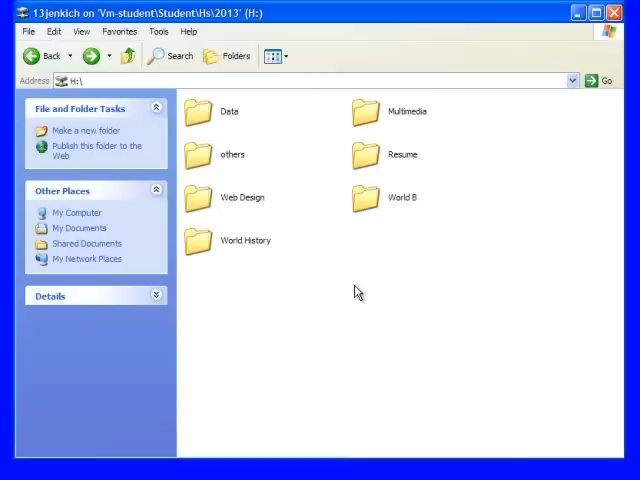 13jenkich on 'Vm-student\Student\Hs\2013' (H:)
File Edit View Favorites Tools Help
Back Search Folders
Address H:\ Go
File and Folder Tasks
Make a new folder
Publish this folder to the
Web
Other Places
My Computer
My Documents
Shared Documents
My Network Places
Details
Data Multimedia
others Resume
Web Design World B
World History